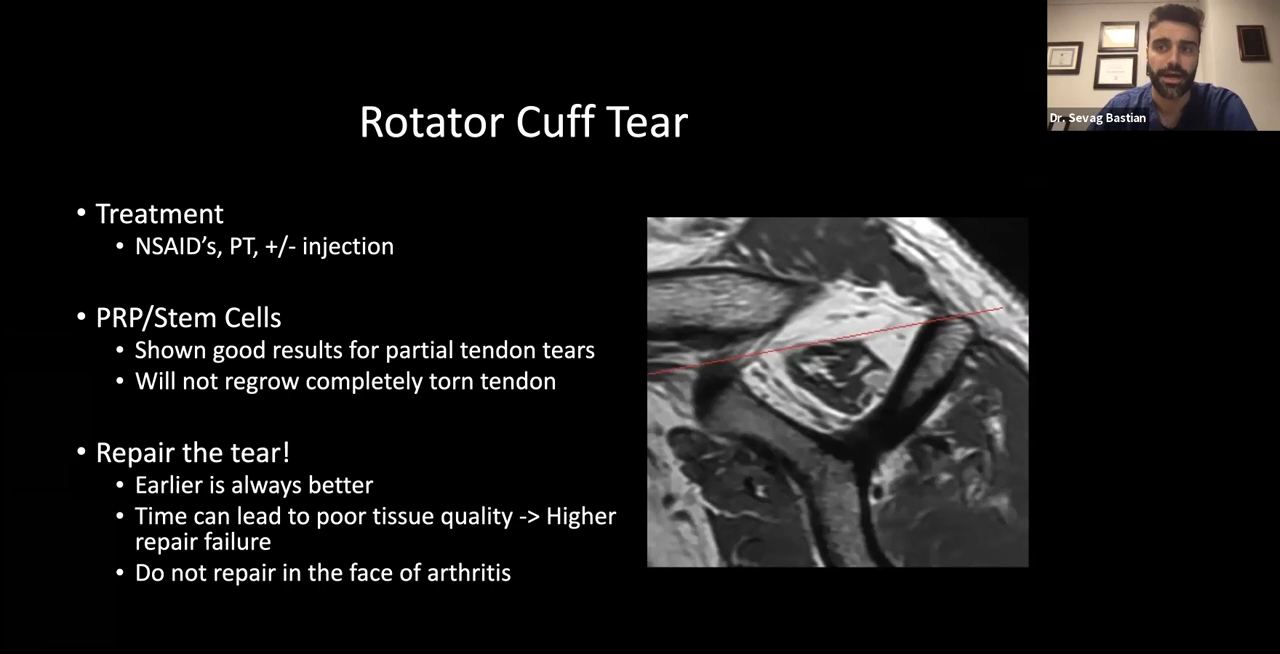 Dr. Sevag Bastian
Rotator Cuff Tear
• Treatment
• NSAID’s, PT, +/- injection
• PRP/Stem Cells
• Shown good results for partial tendon tears
• Will not regrow completely torn tendon
• Repair the tear!
• Earlier is always better
• Time can lead to poor tissue quality -> Higher
repair failure
• Do not repair in the face of arthritis